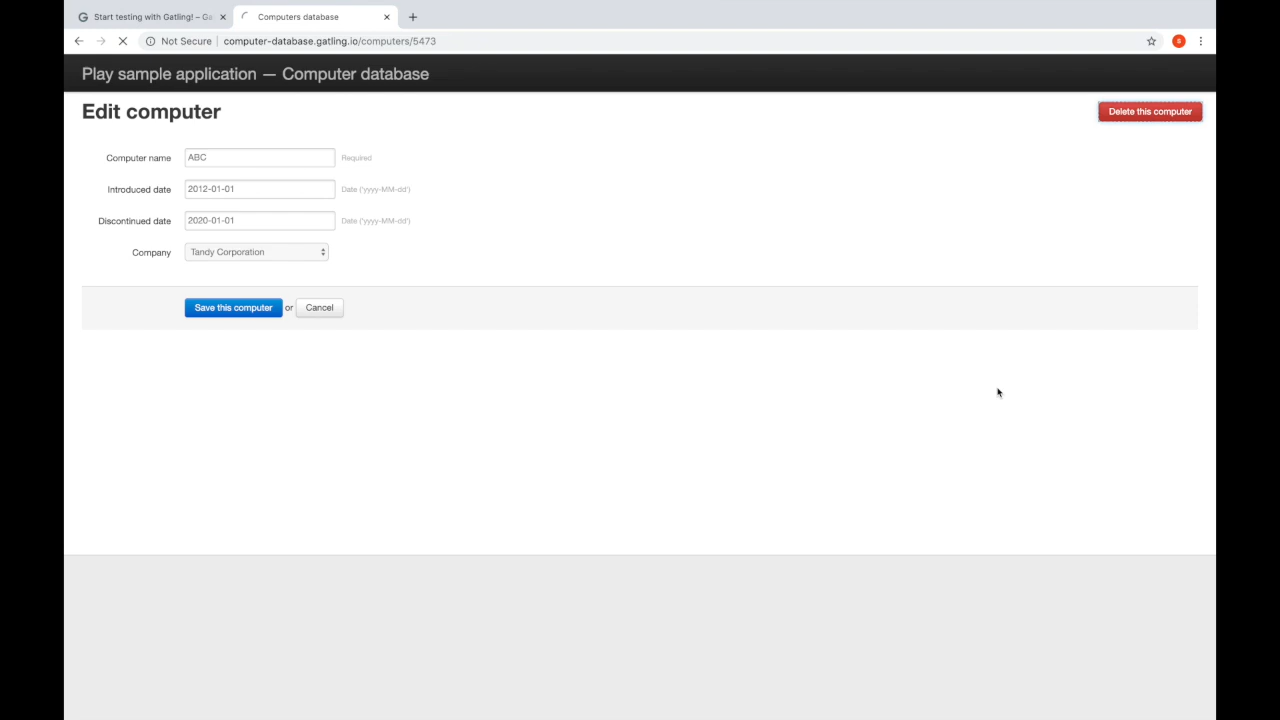 Start testing with Gatling! – Ga
Computers database
Not Secure
computer-database.gatling.io/computers/5473
s
Play sample application — Computer database
Edit computer
Delete this computer
Computer name
ABC
Required
Introduced date
2012-01-01
Date ('yyyy-MM-dd')
Discontinued date
2020-01-01
Date ('yyyy-MM-dd')
Company
Tandy Corporation
Save this computer or Cancel